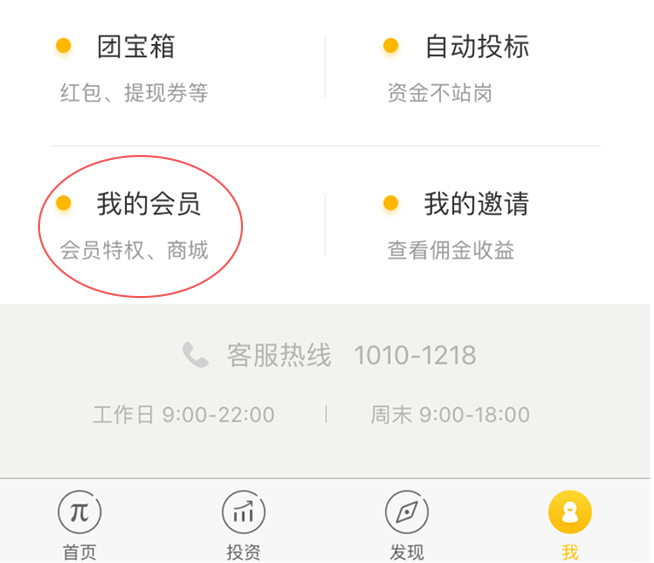 团宝箱 自动投标
红包、提现券等 资金不站岗
我的会员 我的邀请
会员特权、商城 查看佣金收益
客服热线 1010-1218
工作日 9:00-22:00 周末 9:00-18:00
π
首页 投资 发现 我